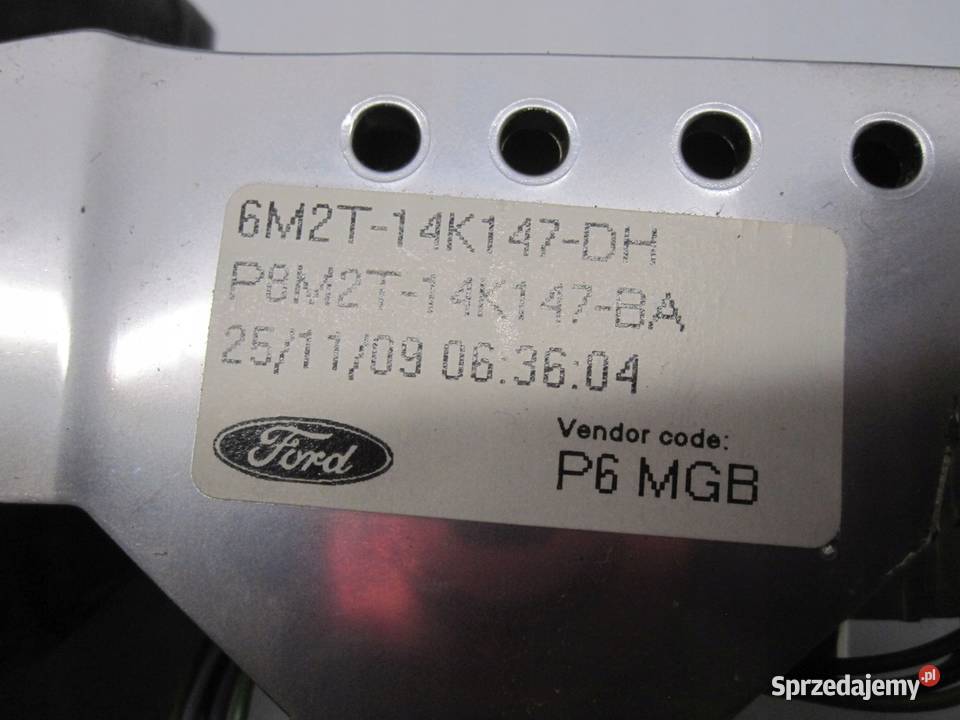 6M2T-14K147-DH
P8M2T-14K147-BA
25/11/09 06:36:04
Ford
Vendor code:
P6 MGB
Sprzedajemy.pl